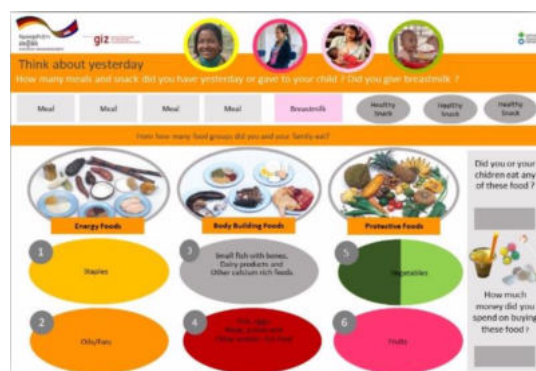 giz
Think about yesterday
How many meals and snack did you have yesterday or gave to your child ? Did you give breastmilk ?
Meal
Meal
Meal
Meal
Breastmilk
Healthy
Snack
Healthy
Snack
Healthy
Snack
From how many food groups did you and your family eat?
Energy Foods
Body Building Foods
Protective Foods
Did you or your
chidren eat any
of these food ?
1
Staples
3
Small fish with bones,
Dairy products and
Other calcium rich foods
5
Vegetables
2
Oils/Fats
4
6
Fruits
How much
money did you
spend on buying
these food ?